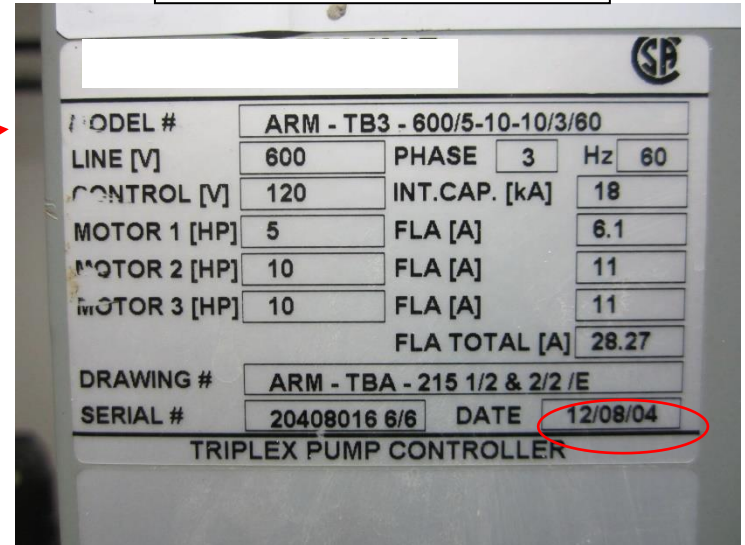 CSA
MODEL # ARM - TB3 - 600/5-10-10/3/60
LINE [V] 600 PHASE 3 Hz 60
CONTROL [V] 120 INT.CAP. [kA] 18
MOTOR 1 [HP] 5 FLA [A] 6.1
MOTOR 2 [HP] 10 FLA [A] 11
MOTOR 3 [HP] 10 FLA [A] 11
FLA TOTAL [A] 28.27
DRAWING # ARM - TBA - 215 1/2 & 2/2 /E
SERIAL # 20408016 6/6 DATE 12/08/04
TRIPLEX PUMP CONTROLLER